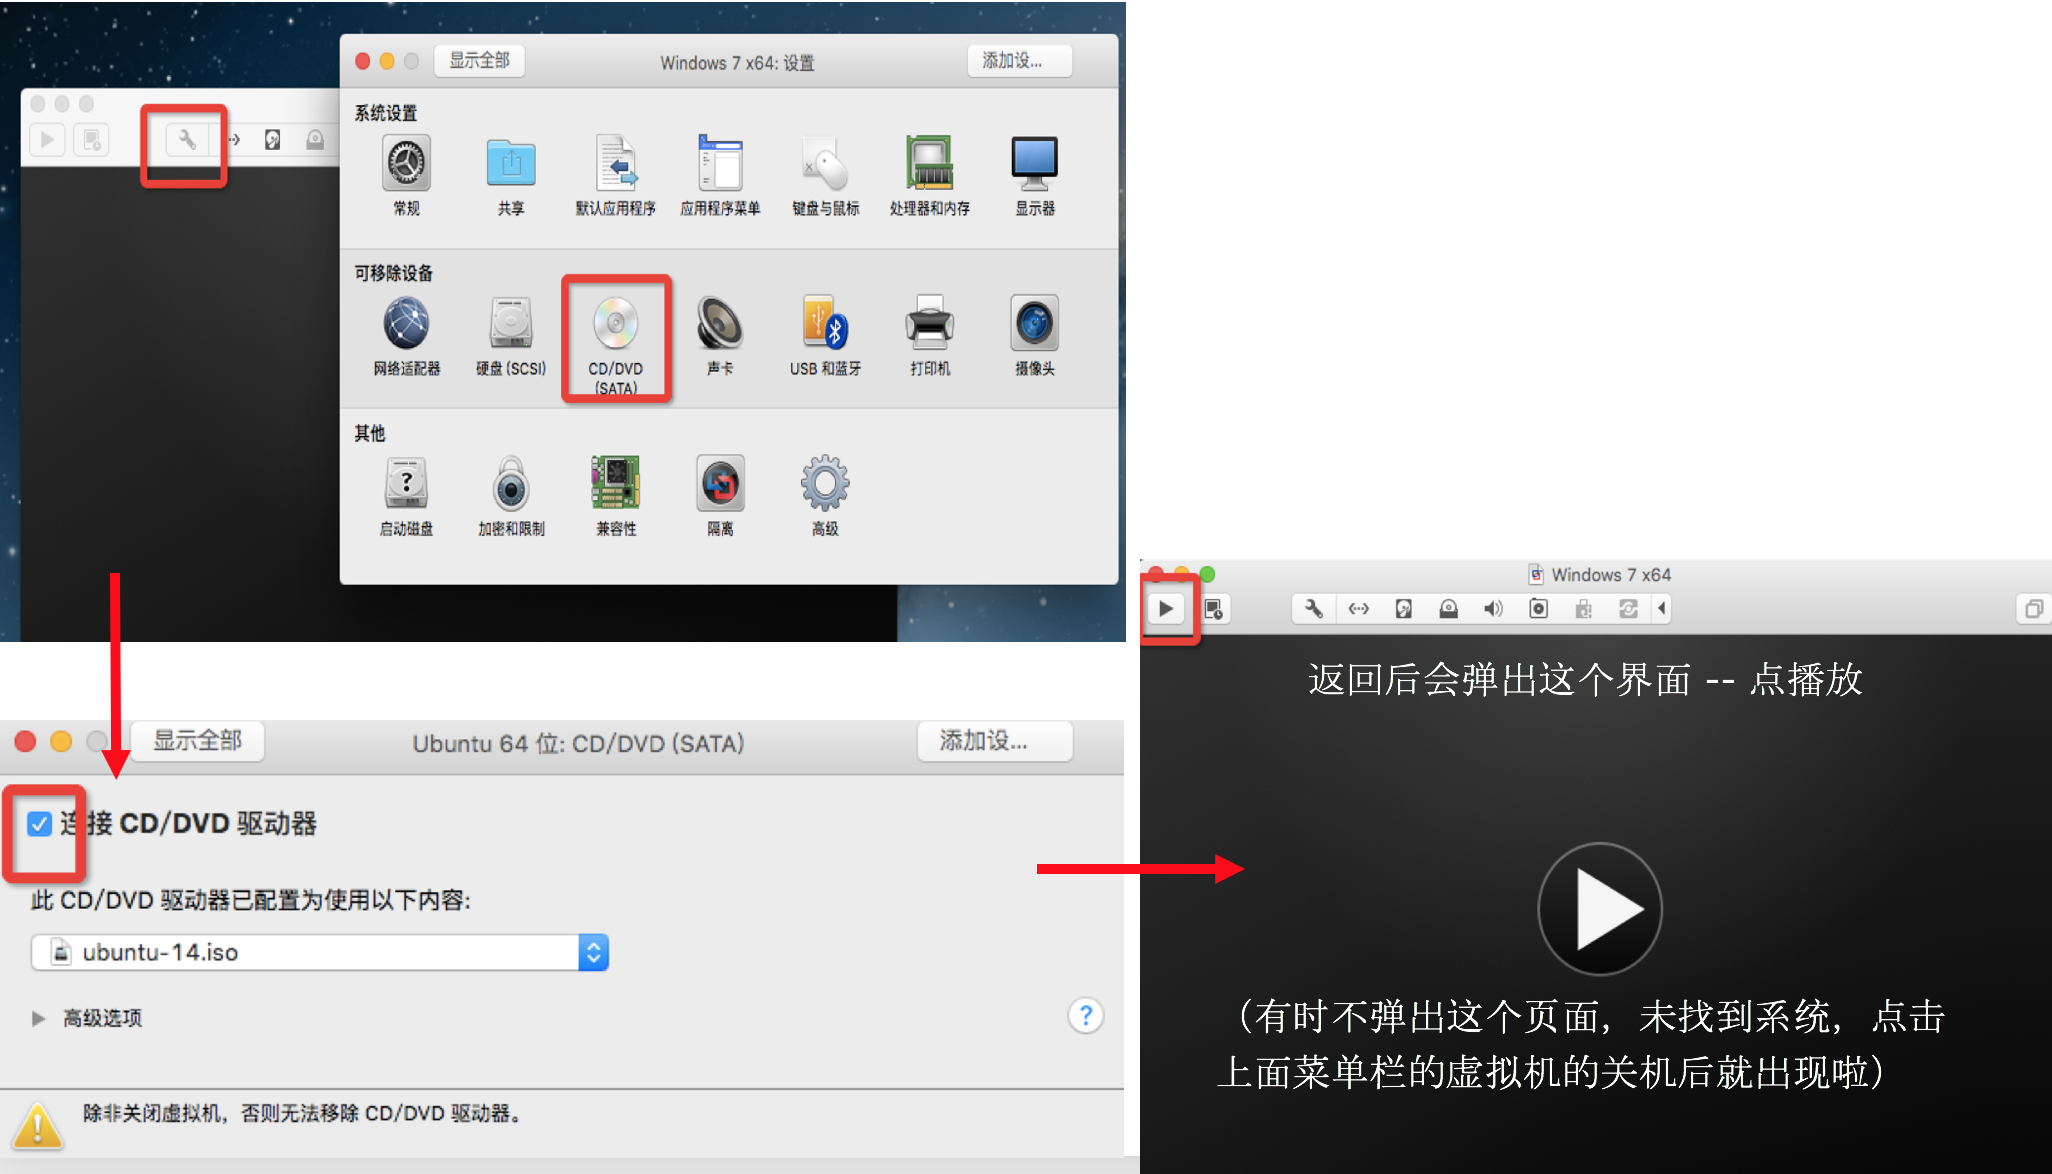 显示全部
Windows 7 x64: 设置
添加设...
系统设置
常规
共享
默认应用程序
应用程序菜单
键盘与鼠标
处理器和内存
显示器
可移除设备
网络适配器
硬盘 (SCSI)
CD/DVD
(SATA)
声卡
USB 和蓝牙
打印机
摄像头
其他
启动磁盘
加密和限制
兼容性
隔离
高级
显示全部
Ubuntu 64 位: CD/DVD (SATA)
添加设...
连接 CD/DVD 驱动器
此 CD/DVD 驱动器已配置为使用以下内容:
ubuntu-14.iso
高级选项
?
除非关闭虚拟机，否则无法移除 CD/DVD 驱动器。
Windows 7 x64
返回后会弹出这个界面 -- 点播放
（有时不弹出这个页面，未找到系统，点击
上面菜单栏的虚拟机的关机后就出现啦）